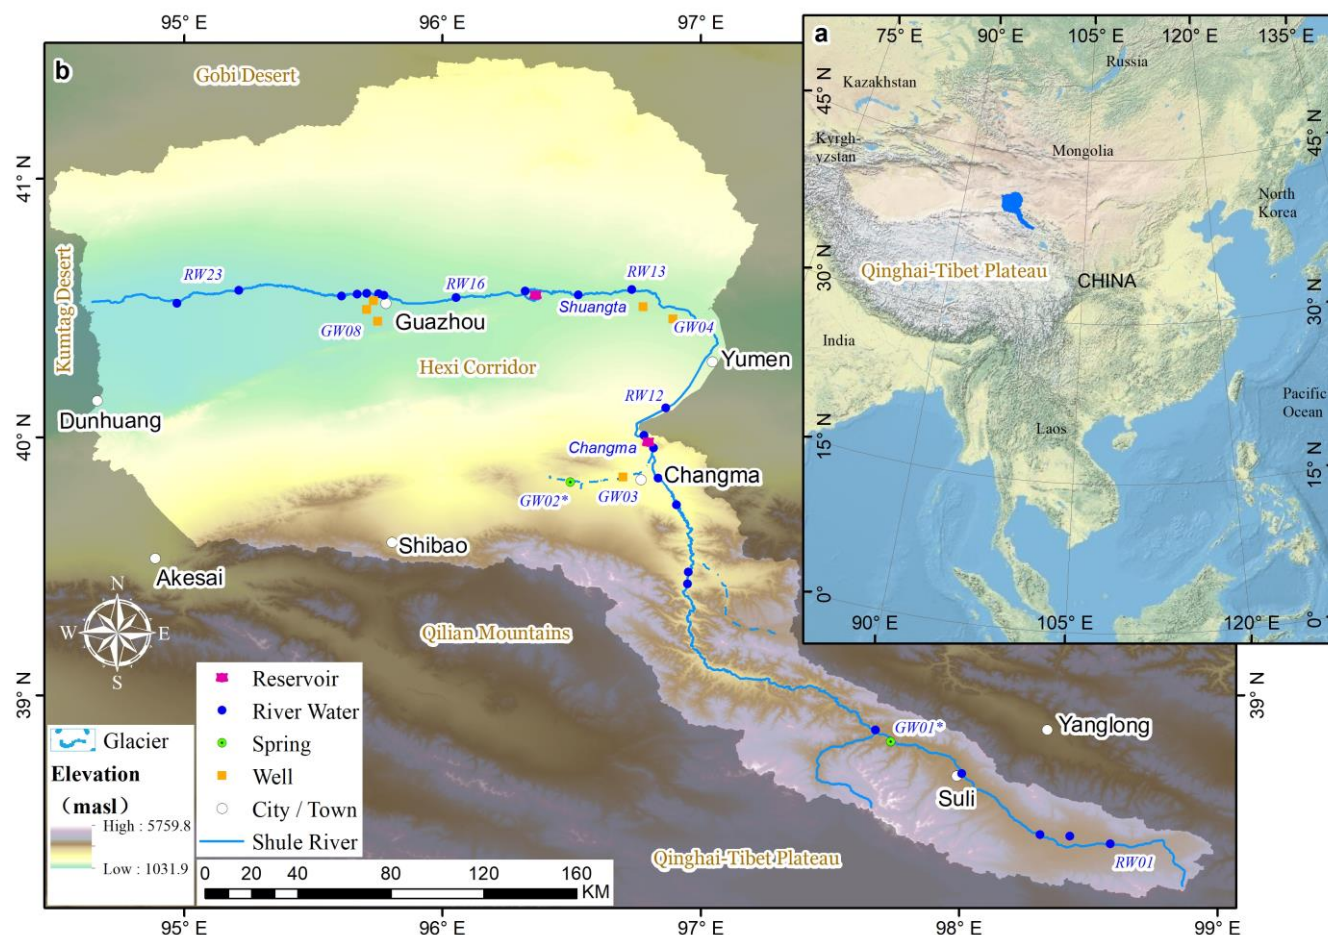 95° E
96° E
97° E
b
Gobi Desert
41° N
41° N
Kumtag Desert
RW23
RW16
RW13
Shuangta
GW08
Guazhou
GW04
Hexi Corridor
Yumen
Dunhuang
RW12
40° N
Changma
Changma
GW02*
GW03
Shibao
Akesai
N
W
E
S
Qilian Mountains
39° N
39° N
GW01*
Yanglong
Suli
RW01
Qinghai-Tibet Plateau
Reservoir
River Water
Spring
Well
City / Town
Shule River
Glacier
Elevation
(masl)
High : 5759.8
Low : 1031.9
0 20 40 80 120 160
KM
95° E
96° E
97° E
98° E
99° E
a
75° E
90° E
105° E
120° E
135° E
Russia
Kazakhstan
45° N
45° N
Kyrgh-
yzstan
Mongolia
North
Korea
Qinghai-Tibet Plateau
CHINA
30° N
30° N
India
Pacific
Ocean
Laos
15° N
15° N
0°
0°
90° E
105° E
120° E